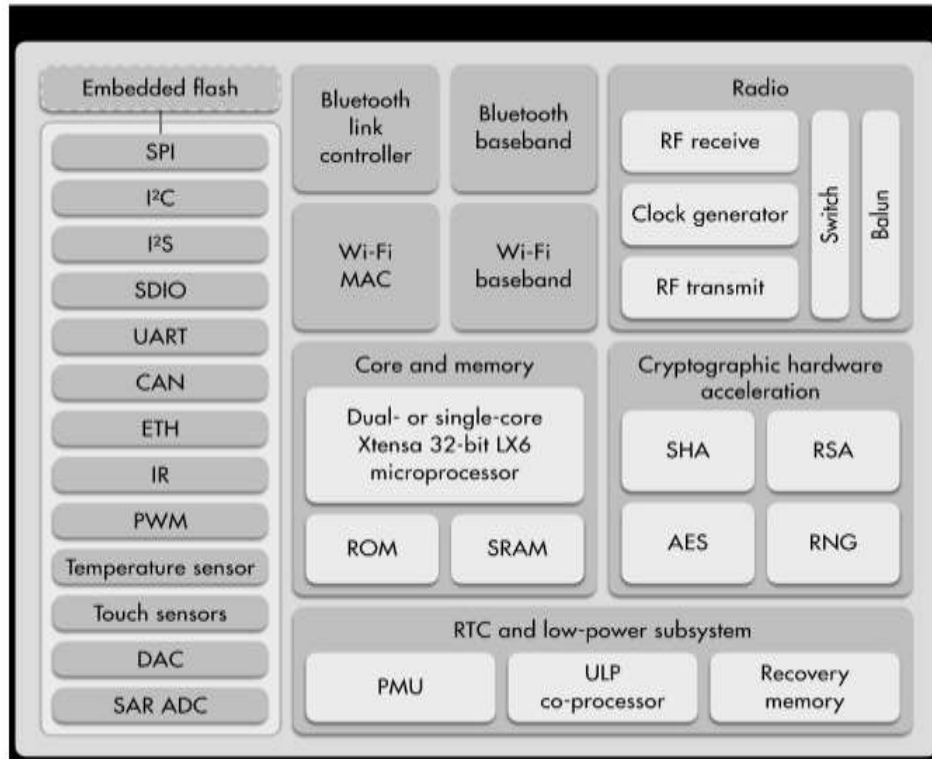 Embedded flash
SPI
I²C
I²S
SDIO
UART
CAN
ETH
IR
PWM
Temperature sensor
Touch sensors
DAC
SAR ADC
Bluetooth
link
controller
Bluetooth
baseband
Wi-Fi
MAC
Wi-Fi
baseband
Radio
RF receive
Clock generator
RF transmit
Switch
Balun
Core and memory
Dual- or single-core
Xtensa 32-bit LX6
microprocessor
ROM
SRAM
Cryptographic hardware
acceleration
SHA
RSA
AES
RNG
RTC and low-power subsystem
PMU
ULP
co-processor
Recovery
memory